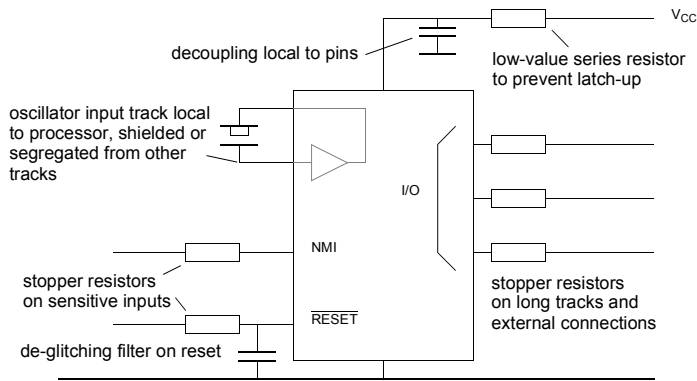 V_CC
decoupling local to pins
low-value series resistor
to prevent latch-up
oscillator input track local
to processor, shielded or
segregated from other
tracks
I/O
NMI
stopper resistors
on sensitive inputs
stopper resistors
on long tracks and
external connections
RESET
de-glitching filter on reset